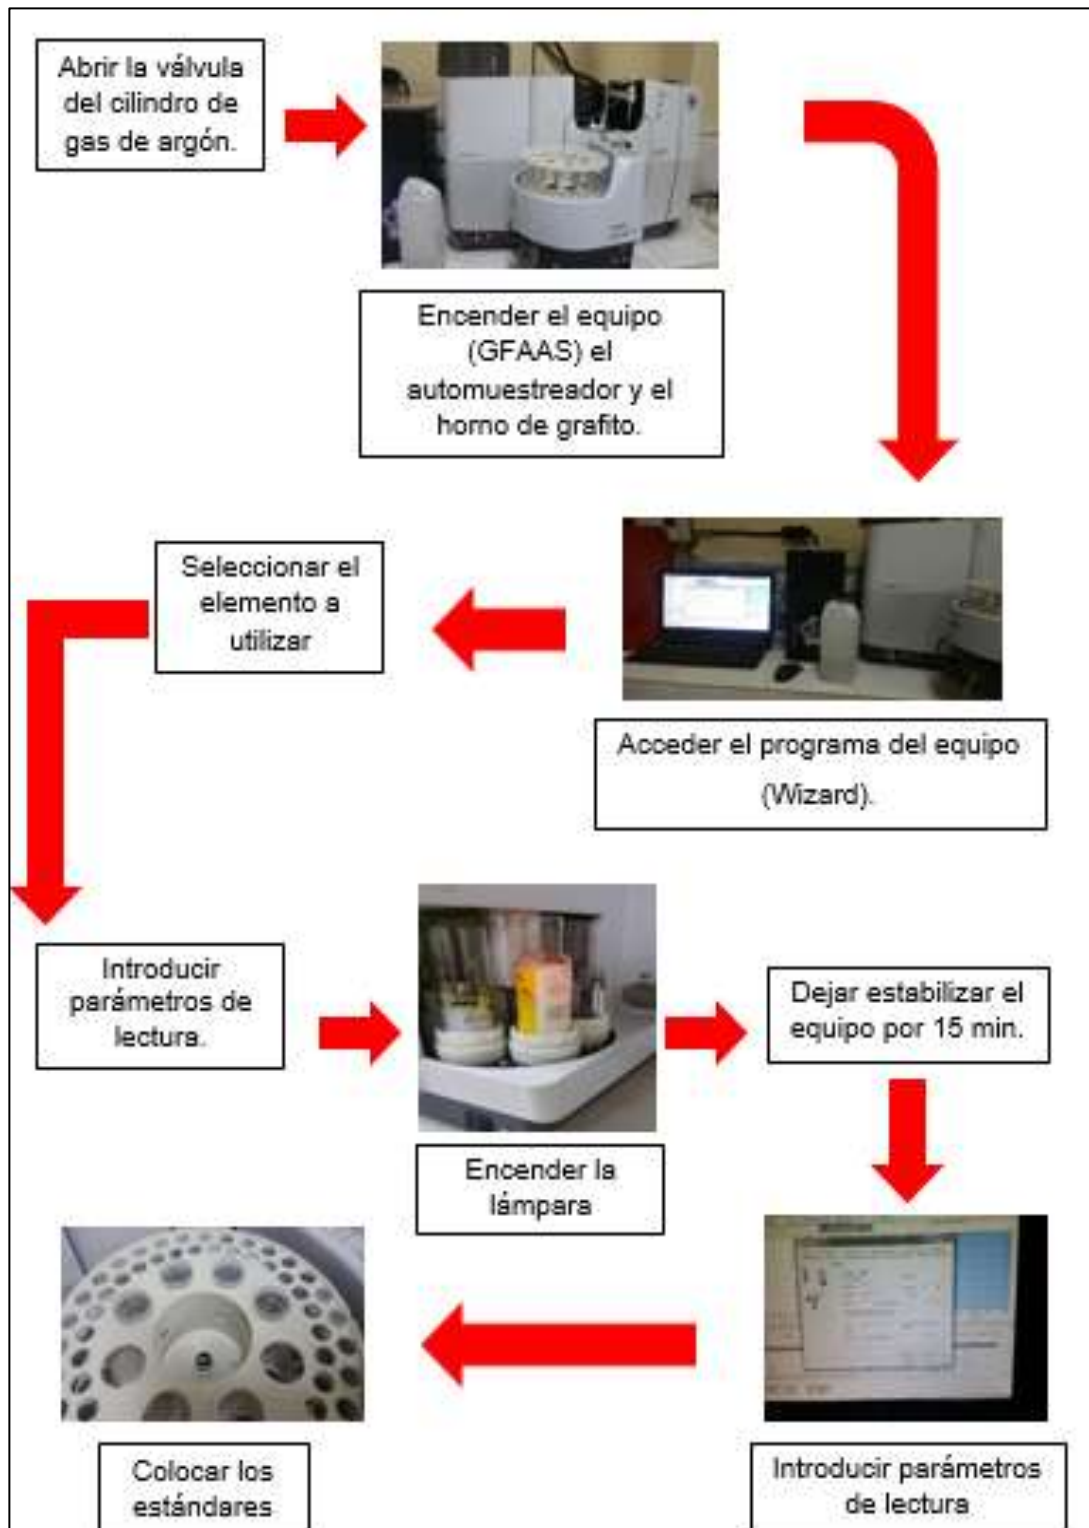 Abrir la válvula
del cilindro de
gas de argón.
Encender el equipo
(GFAAS) el
automuestreador y el
horno de grafito.
Acceder el programa del equipo
(Wizard).
Seleccionar el
elemento a
utilizar
Introducir
parámetros de
lectura.
Encender la
lámpara
Dejar estabilizar el
equipo por 15 min.
Introducir parámetros
de lectura
Colocar los
estándares